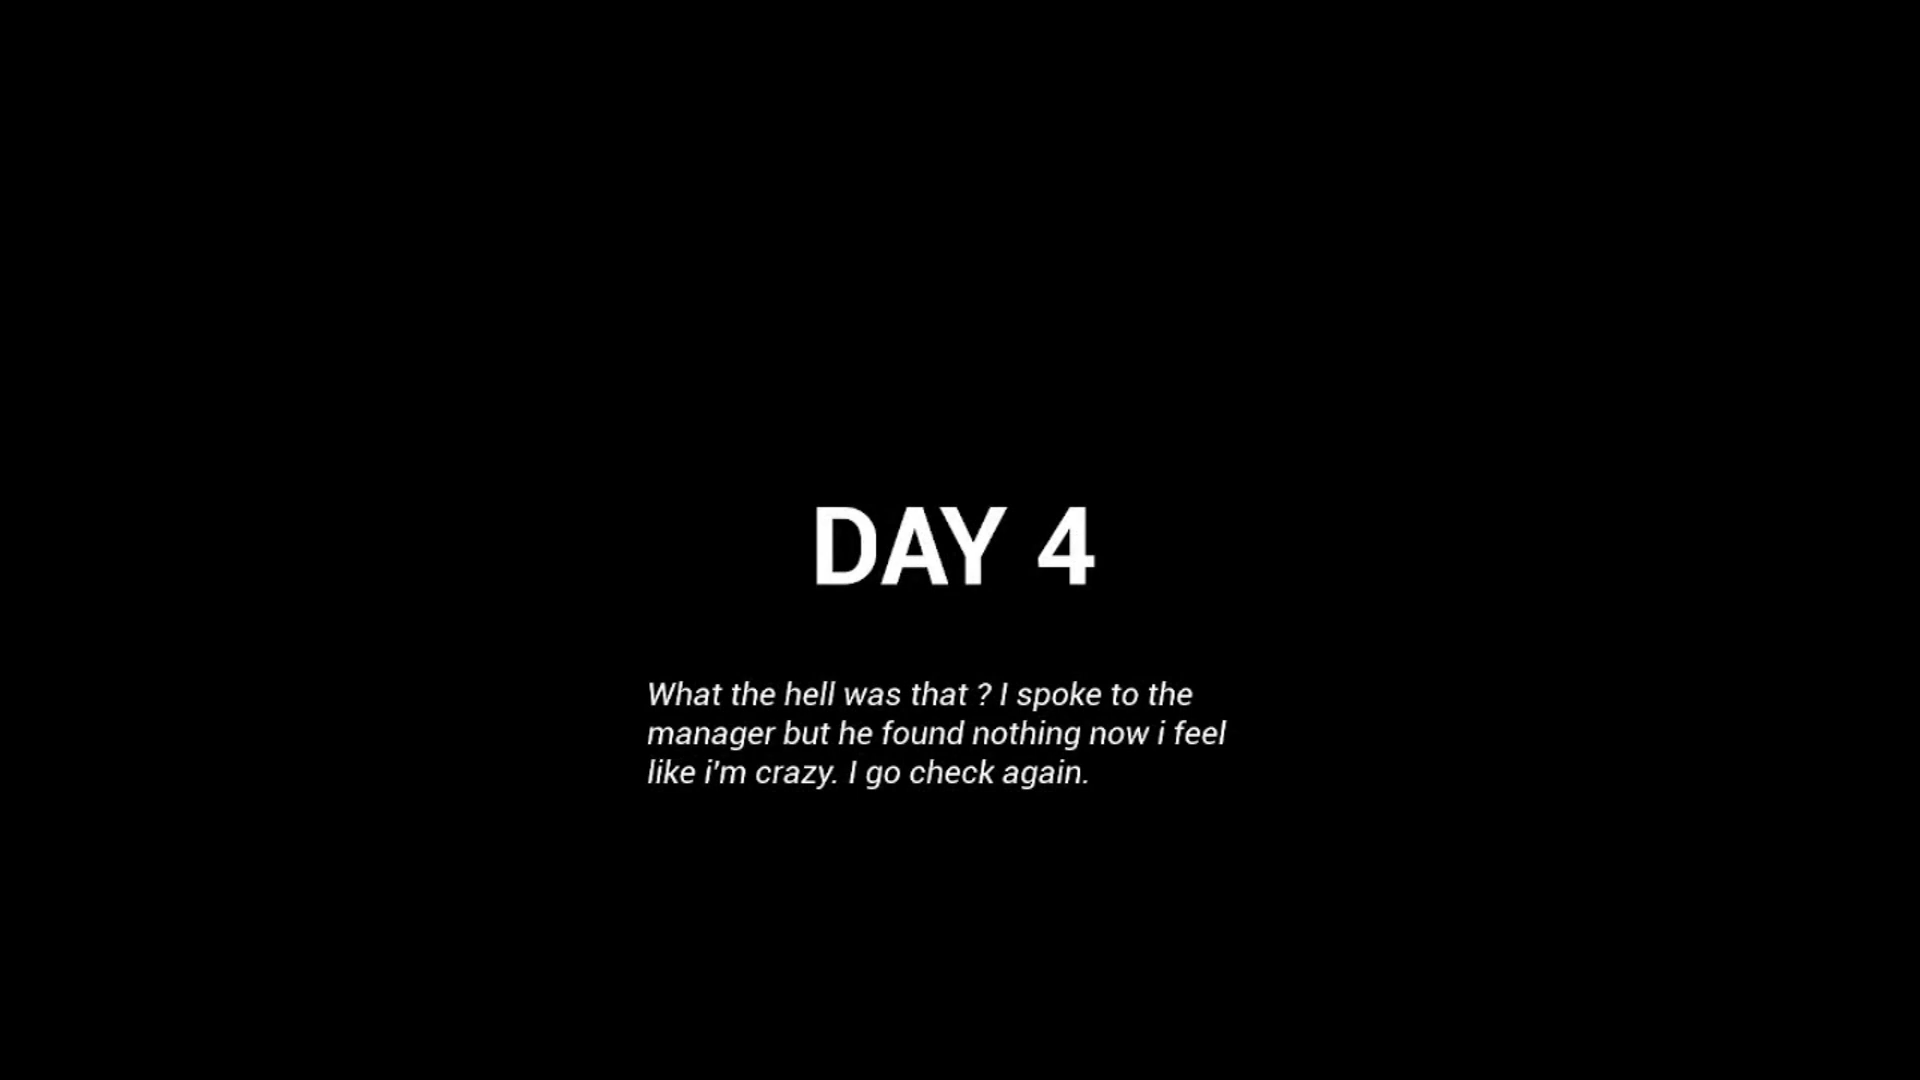 DAY 4
What the hell was that ? I spoke to the
manager but he found nothing now i feel
like i'm crazy. I go check again.